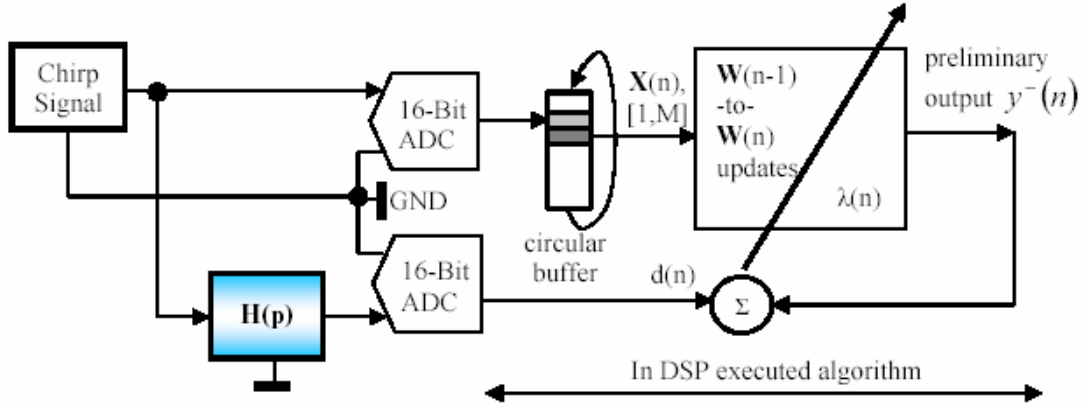 Chirp
Signal
16-Bit
ADC
GND
16-Bit
ADC
H(p)
circular
buffer
X(n),
[1,M]
W(n-1)
-to-
W(n)
updates
λ(n)
preliminary
output y⁻(n)
d(n)
Σ
In DSP executed algorithm